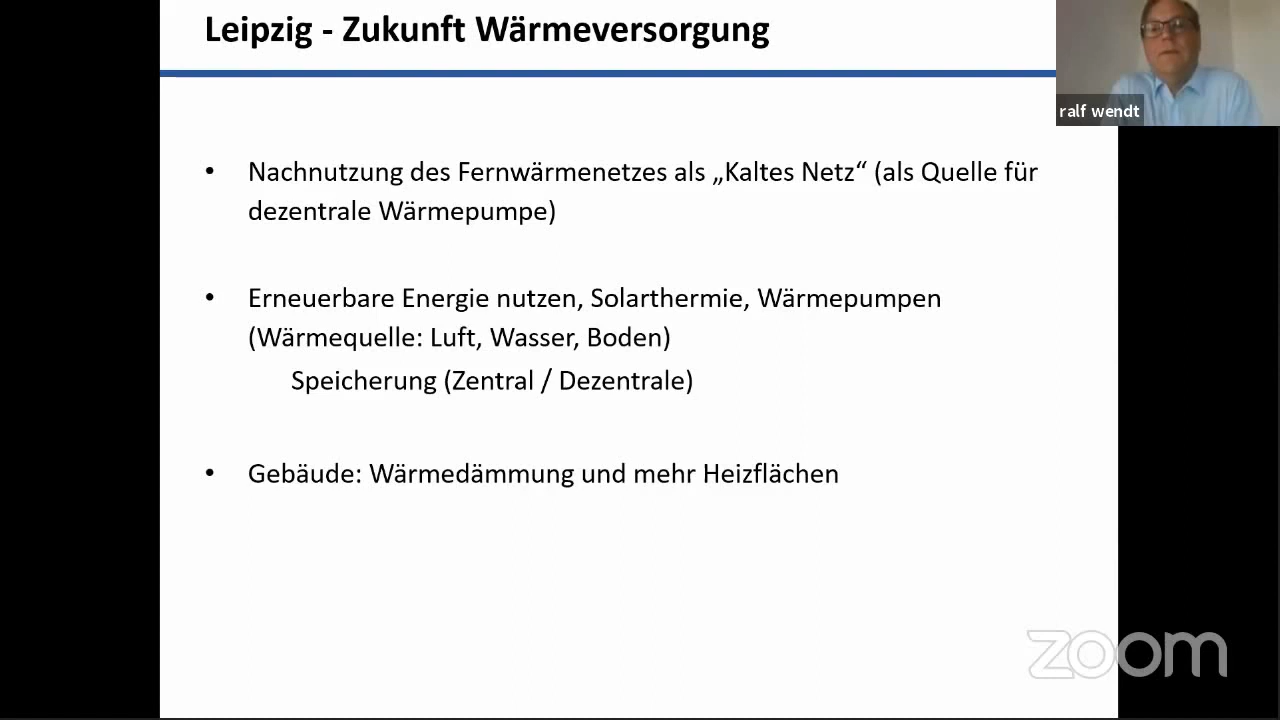 Leipzig - Zukunft Wärmeversorgung
ralf wendt
• Nachnutzung des Fernwärmenetzes als „Kaltes Netz“ (als Quelle für
dezentrale Wärmepumpe)
• Erneuerbare Energie nutzen, Solarthermie, Wärmepumpen
(Wärmequelle: Luft, Wasser, Boden)
Speicherung (Zentral / Dezentrale)
• Gebäude: Wärmedämmung und mehr Heizflächen
zoom